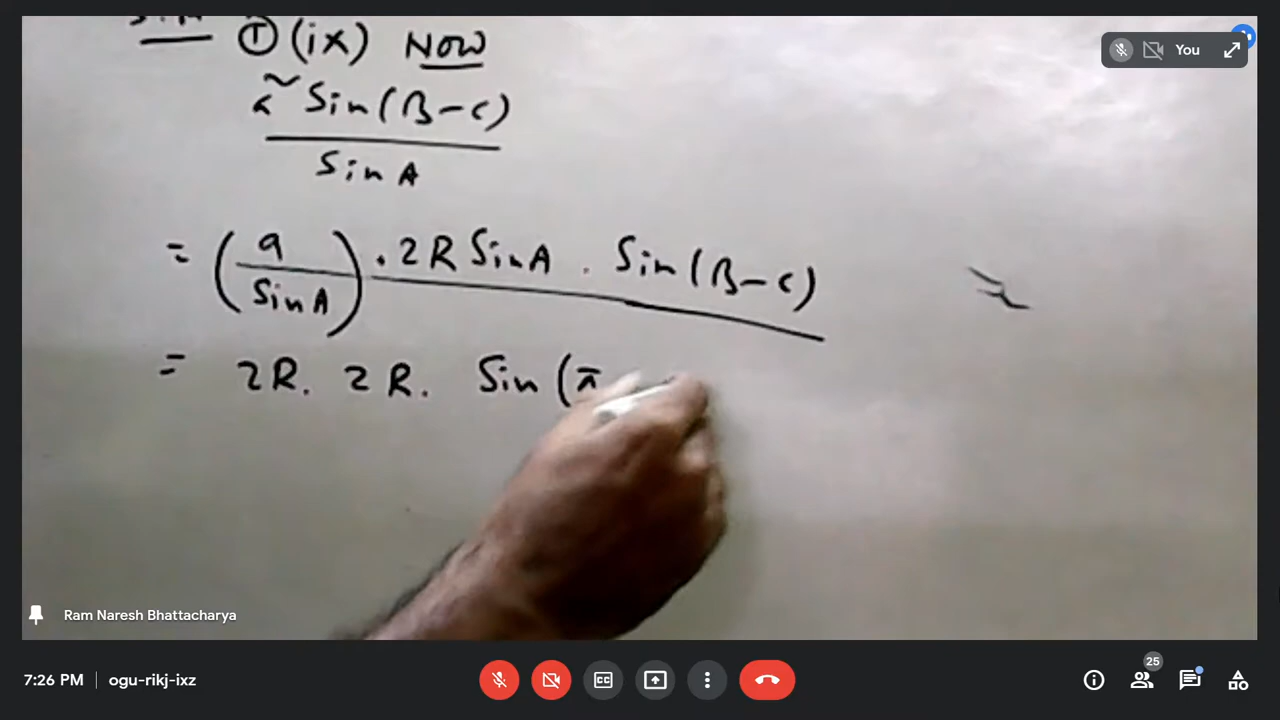 ① (ix) Now
a² Sin(B-C)
Sin A
= (a / Sin A) . 2R Sin A . Sin(B-C)
= 2R. 2R. Sin (π
You
Ram Naresh Bhattacharya
7:26 PM | ogu-rikj-ixz
25